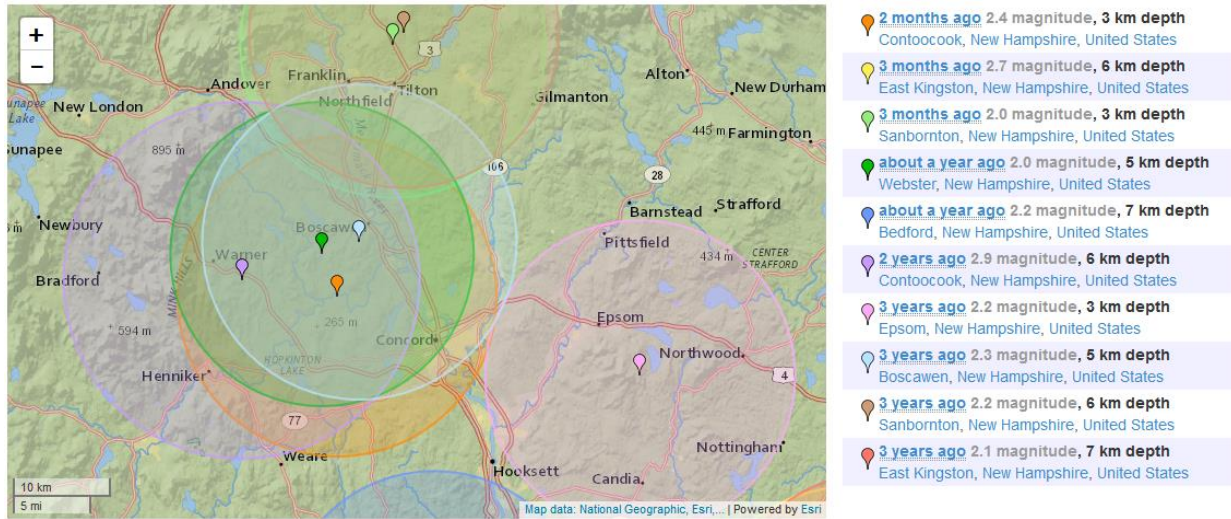 +
−
3
Franklin
Tilton
Andover
Alton
New Durham
Northfield
Gilmanton
New London
Sunapee
Lake
445 m
Farmington
Sunapee
895 m
106
28
Barnstead
Strafford
Newbury
Boscawen
Pittsfield
Warner
434 m
CENTER
STRAFFORD
Bradford
MINK HILLS
594 m
265 m
Epsom
Concord
Northwood
HOPKINTON
LAKE
Henniker
4
77
Weare
Nottingham
Hooksett
Candia
10 km
5 mi
Map data: National Geographic, Esri,... | Powered by Esri
2 months ago 2.4 magnitude, 3 km depth
Contoocook, New Hampshire, United States
3 months ago 2.7 magnitude, 6 km depth
East Kingston, New Hampshire, United States
3 months ago 2.0 magnitude, 3 km depth
Sanbornton, New Hampshire, United States
about a year ago 2.0 magnitude, 5 km depth
Webster, New Hampshire, United States
about a year ago 2.2 magnitude, 7 km depth
Bedford, New Hampshire, United States
2 years ago 2.9 magnitude, 6 km depth
Contoocook, New Hampshire, United States
3 years ago 2.2 magnitude, 3 km depth
Epsom, New Hampshire, United States
3 years ago 2.3 magnitude, 5 km depth
Boscawen, New Hampshire, United States
3 years ago 2.2 magnitude, 6 km depth
Sanbornton, New Hampshire, United States
3 years ago 2.1 magnitude, 7 km depth
East Kingston, New Hampshire, United States